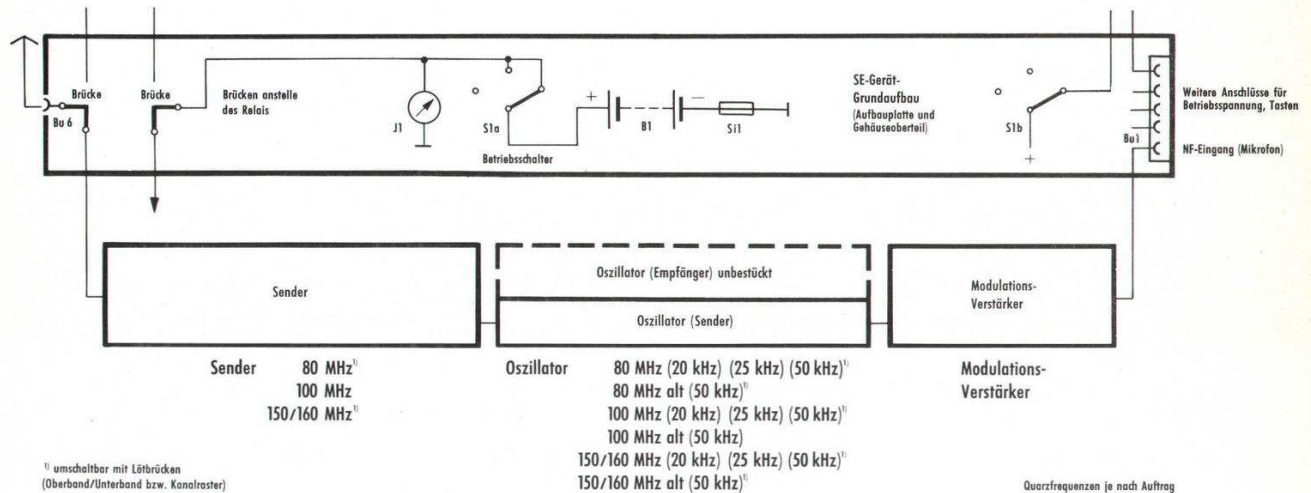 Brücke
Brücke
Brücken anstelle
des Relais
Bu 6
J1
S1a
Betriebsschalter
+
B1
−
Si1
SE-Gerät-
Grundaufbau
(Aufbauplatte und
Gehäuseoberteil)
S1b
+
Bu1
Weitere Anschlüsse für
Betriebsspannung, Tasten
NF-Eingang (Mikrofon)
Sender
Oszillator (Empfänger) unbestückt
Oszillator (Sender)
Modulations-
Verstärker
Sender 80 MHz¹⁾
100 MHz
150/160 MHz¹⁾
Oszillator 80 MHz (20 kHz) (25 kHz) (50 kHz)¹⁾
80 MHz alt (50 kHz)¹⁾
100 MHz (20 kHz) (25 kHz) (50 kHz)¹⁾
100 MHz alt (50 kHz)
150/160 MHz (20 kHz) (25 kHz) (50 kHz)¹⁾
150/160 MHz alt (50 kHz)¹⁾
Modulations-
Verstärker
¹⁾ umschaltbar mit Lötbrücken
(Oberband/Unterband bzw. Kanalraster)
Quarzfrequenzen je nach Auftrag